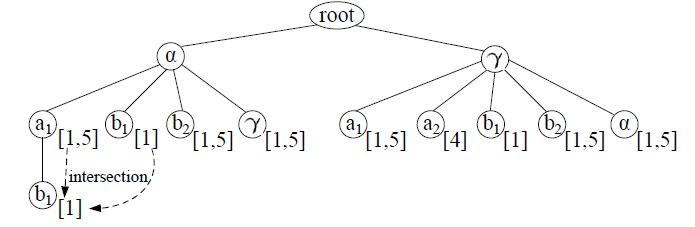 root
α γ
a₁[1,5] b₁[1] b₂[1,5] γ[1,5] a₁[1,5] a₂[4] b₁[1] b₂[1,5] α[1,5]
intersection
b₁[1]